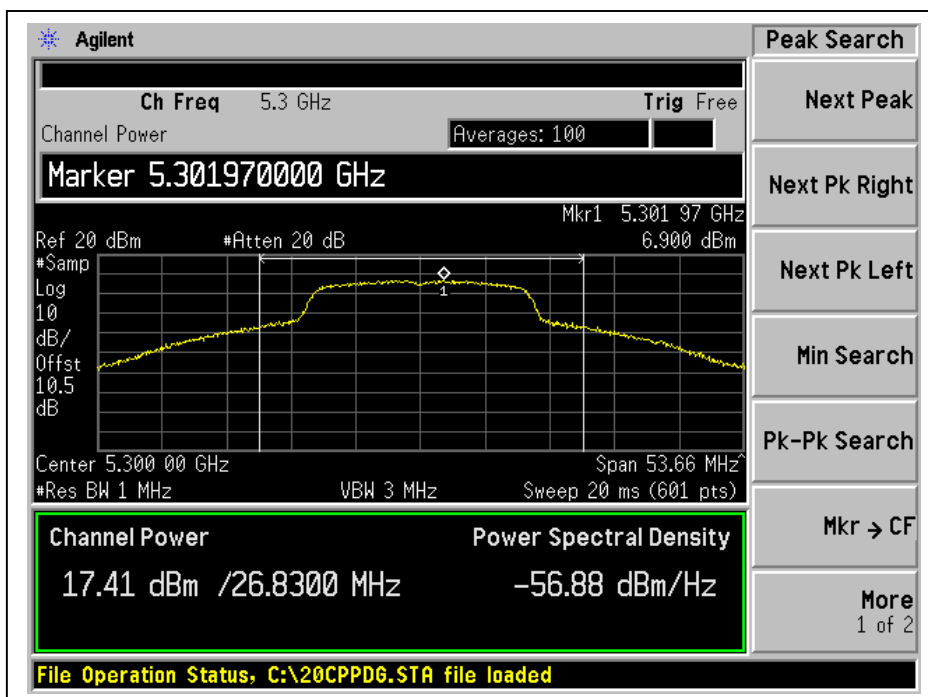 Agilent
Peak Search
Ch Freq 5.3 GHz Trig Free
Channel Power Averages: 100
Marker 5.301970000 GHz
Mkr1 5.301 97 GHz
Ref 20 dBm #Atten 20 dB 6.900 dBm
#Samp
Log
10
dB/
Offst
10.5
dB
1
Center 5.300 00 GHz Span 53.66 MHz^
#Res BW 1 MHz VBW 3 MHz Sweep 20 ms (601 pts)
Channel Power Power Spectral Density
17.41 dBm /26.8300 MHz -56.88 dBm/Hz
File Operation Status, C:\20CPPDG.STA file loaded
Next Peak
Next Pk Right
Next Pk Left
Min Search
Pk-Pk Search
Mkr → CF
More
1 of 2